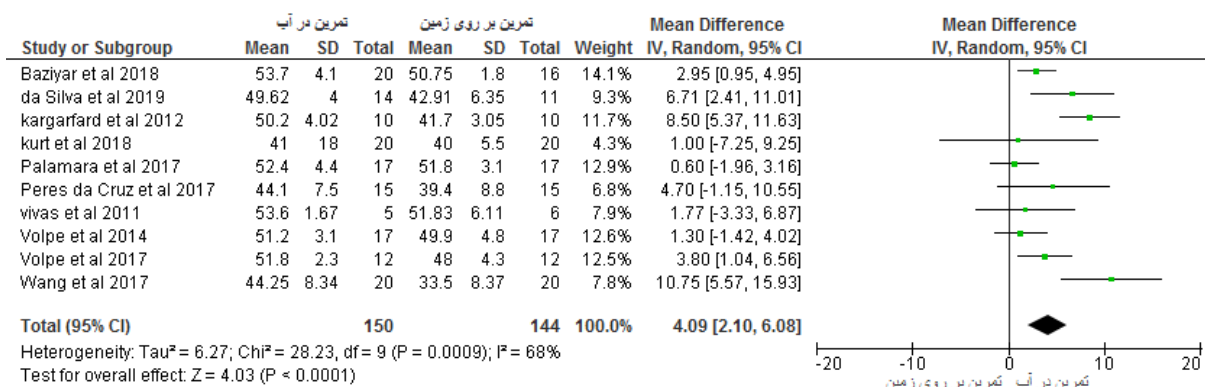 تمرین در آب تمرین بر روی زمین Mean Difference Mean Difference
Study or Subgroup Mean SD Total Mean SD Total Weight IV, Random, 95% CI IV, Random, 95% CI
Baziyar et al 2018 53.7 4.1 20 50.75 1.8 16 14.1% 2.95 [0.95, 4.95]
da Silva et al 2019 49.62 4 14 42.91 6.35 11 9.3% 6.71 [2.41, 11.01]
kargarfard et al 2012 50.2 4.02 10 41.7 3.05 10 11.7% 8.50 [5.37, 11.63]
kurt et al 2018 41 18 20 40 5.5 20 4.3% 1.00 [-7.25, 9.25]
Palamara et al 2017 52.4 4.4 17 51.8 3.1 17 12.9% 0.60 [-1.96, 3.16]
Peres da Cruz et al 2017 44.1 7.5 15 39.4 8.8 15 6.8% 4.70 [-1.15, 10.55]
vivas et al 2011 53.6 1.67 5 51.83 6.11 6 7.9% 1.77 [-3.33, 6.87]
Volpe et al 2014 51.2 3.1 17 49.9 4.8 17 12.6% 1.30 [-1.42, 4.02]
Volpe et al 2017 51.8 2.3 12 48 4.3 12 12.5% 3.80 [1.04, 6.56]
Wang et al 2017 44.25 8.34 20 33.5 8.37 20 7.8% 10.75 [5.57, 15.93]
Total (95% CI) 150 144 100.0% 4.09 [2.10, 6.08]
Heterogeneity: Tau² = 6.27; Chi² = 28.23, df = 9 (P = 0.0009); I² = 68%
Test for overall effect: Z = 4.03 (P < 0.0001)
-20 -10 0 10 20
تمرین در آب تمرین بر روی زمین